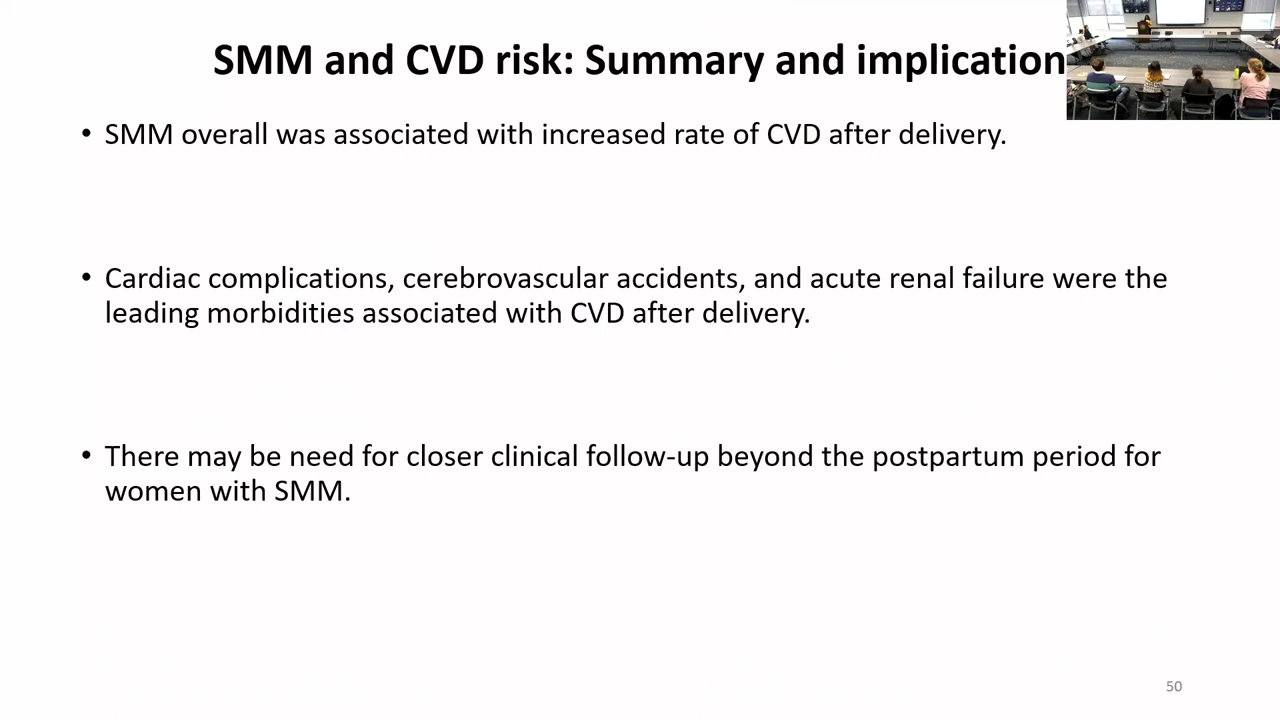 SMM and CVD risk: Summary and implication
• SMM overall was associated with increased rate of CVD after delivery.
• Cardiac complications, cerebrovascular accidents, and acute renal failure were the
leading morbidities associated with CVD after delivery.
• There may be need for closer clinical follow-up beyond the postpartum period for
women with SMM.
50